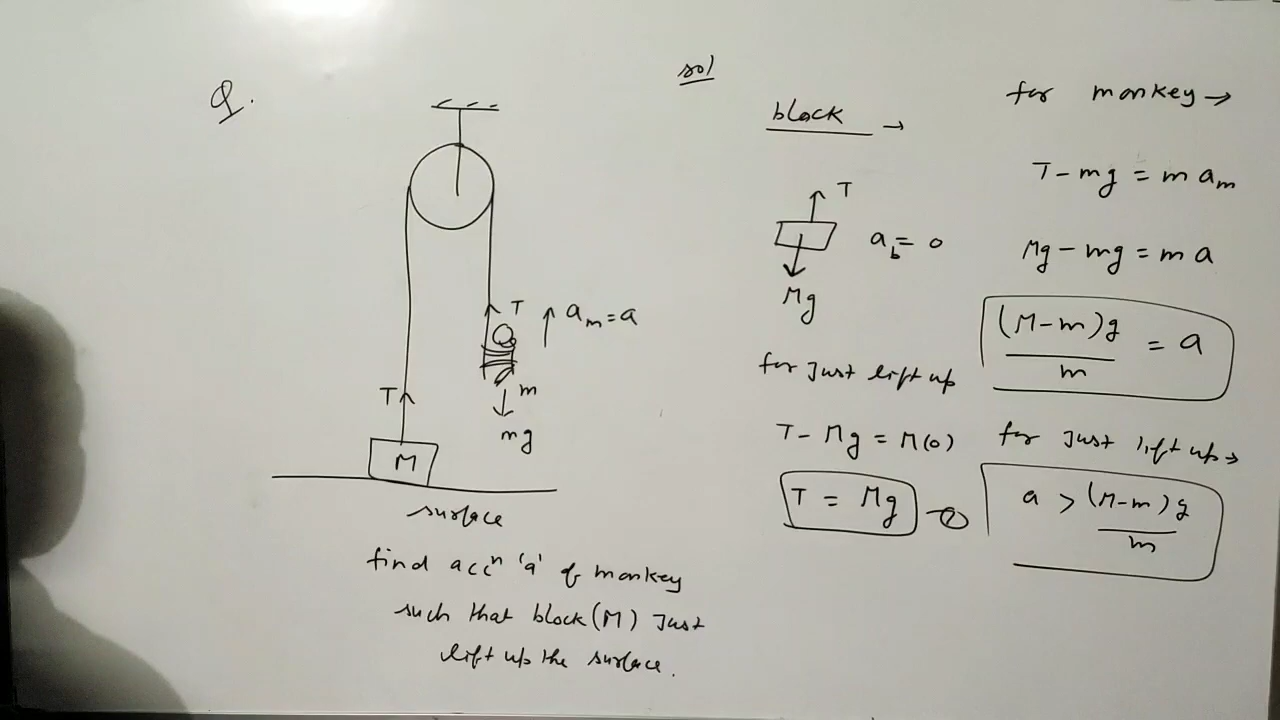 Q.
T
a_m = a
m
mg
T
M
surface
find accⁿ 'a' of monkey
such that block (M) Just
lift up the surface.
sol
block →
T
a_b = 0
Mg
for Just lift up
T - Mg = M(0)
T = Mg
for monkey →
T - mg = m a_m
Mg - mg = m a
(M-m)g / m = a
for Just lift up →
a > (M-m)g / m